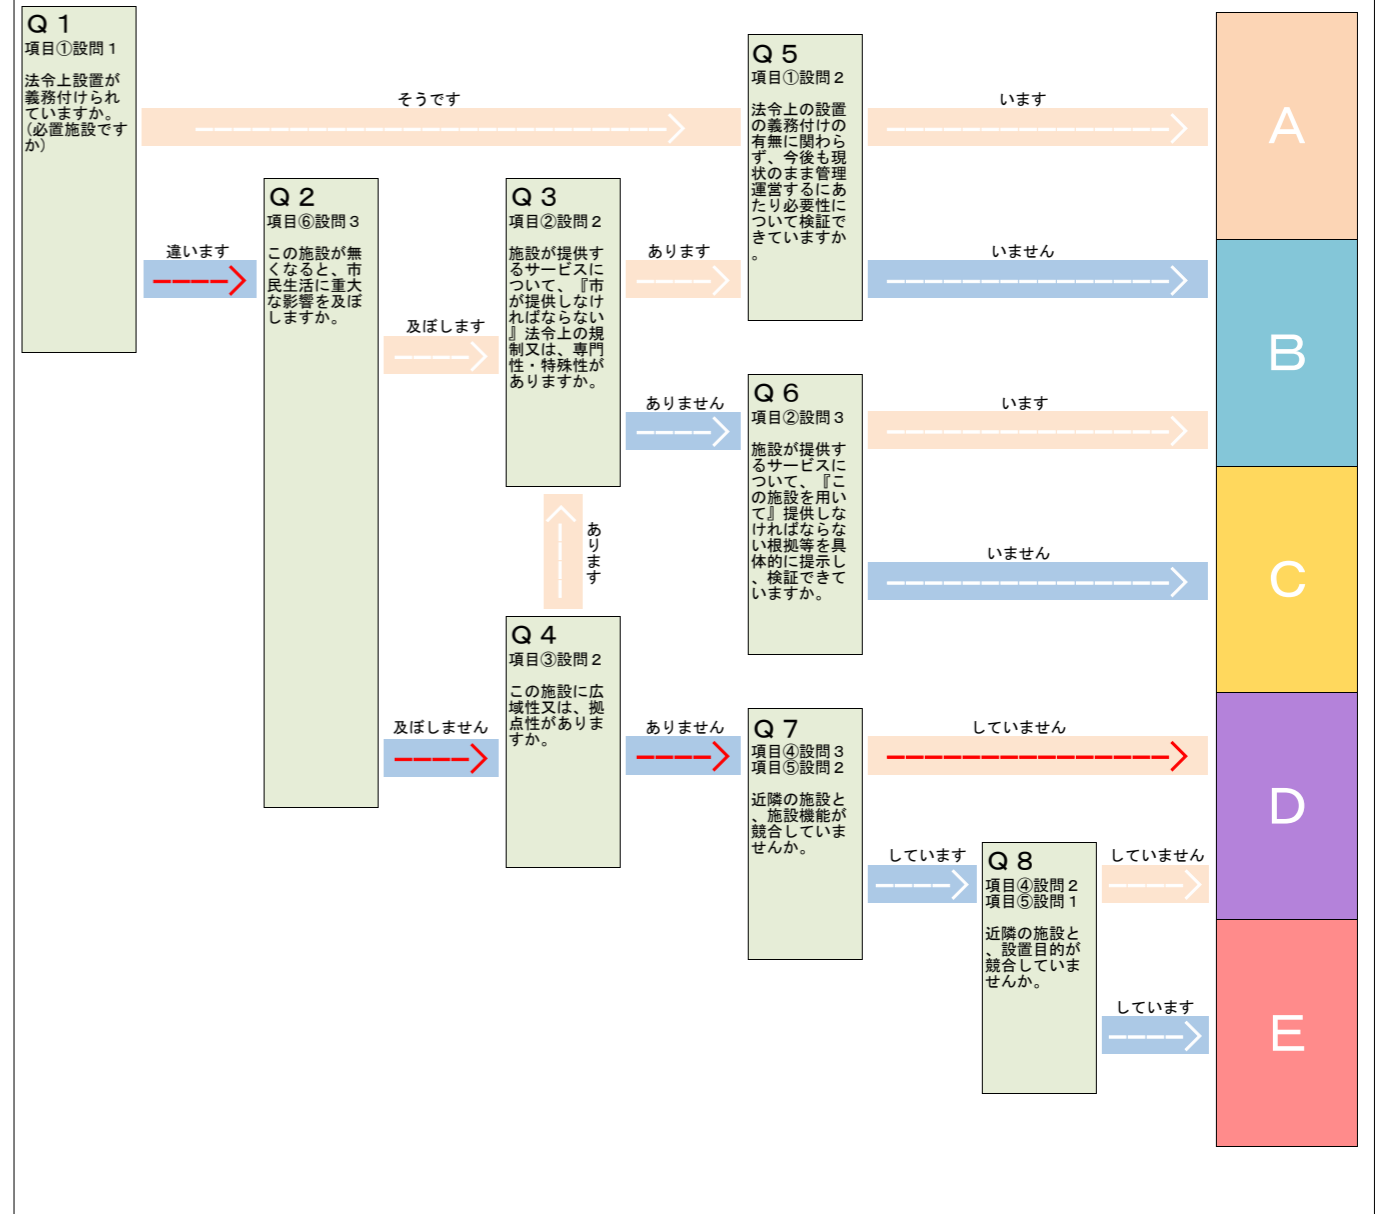 Ｑ１
項目①設問１
法令上設置が
義務付けられ
ていますか。
(必置施設です
か)
そうです
違います
Ｑ２
項目⑥設問３
この施設が無
くなると、市
民生活に重大
な影響を及ぼ
しますか。
及ぼします
及ぼしません
Ｑ３
項目②設問２
施設が提供す
るサービスに
ついて、『市
が提供しなけ
ればならない
』法令上の規
制又は、専門
性・特殊性が
ありますか。
あります
ありません
あります
Ｑ４
項目③設問２
この施設に広
域性又は、拠
点性がありま
すか。
ありません
Ｑ５
項目①設問２
法令上の設置
の義務付けの
有無に関わら
ず、今後も現
状のまま管理
運営するにあ
たり必要性に
ついて検証で
きていますか
。
います
いません
Ｑ６
項目②設問３
施設が提供す
るサービスに
ついて、『こ
の施設を用い
て』提供しな
ければならな
い根拠等を具
体的に提示し
、検証できて
いますか。
います
いません
Ｑ７
項目④設問３
項目⑤設問２
近隣の施設と
、施設機能が
競合していま
せんか。
していません
しています
Ｑ８
項目④設問２
項目⑤設問１
近隣の施設と
、設置目的が
競合していま
せんか。
していません
しています
Ａ
Ｂ
Ｃ
Ｄ
Ｅ